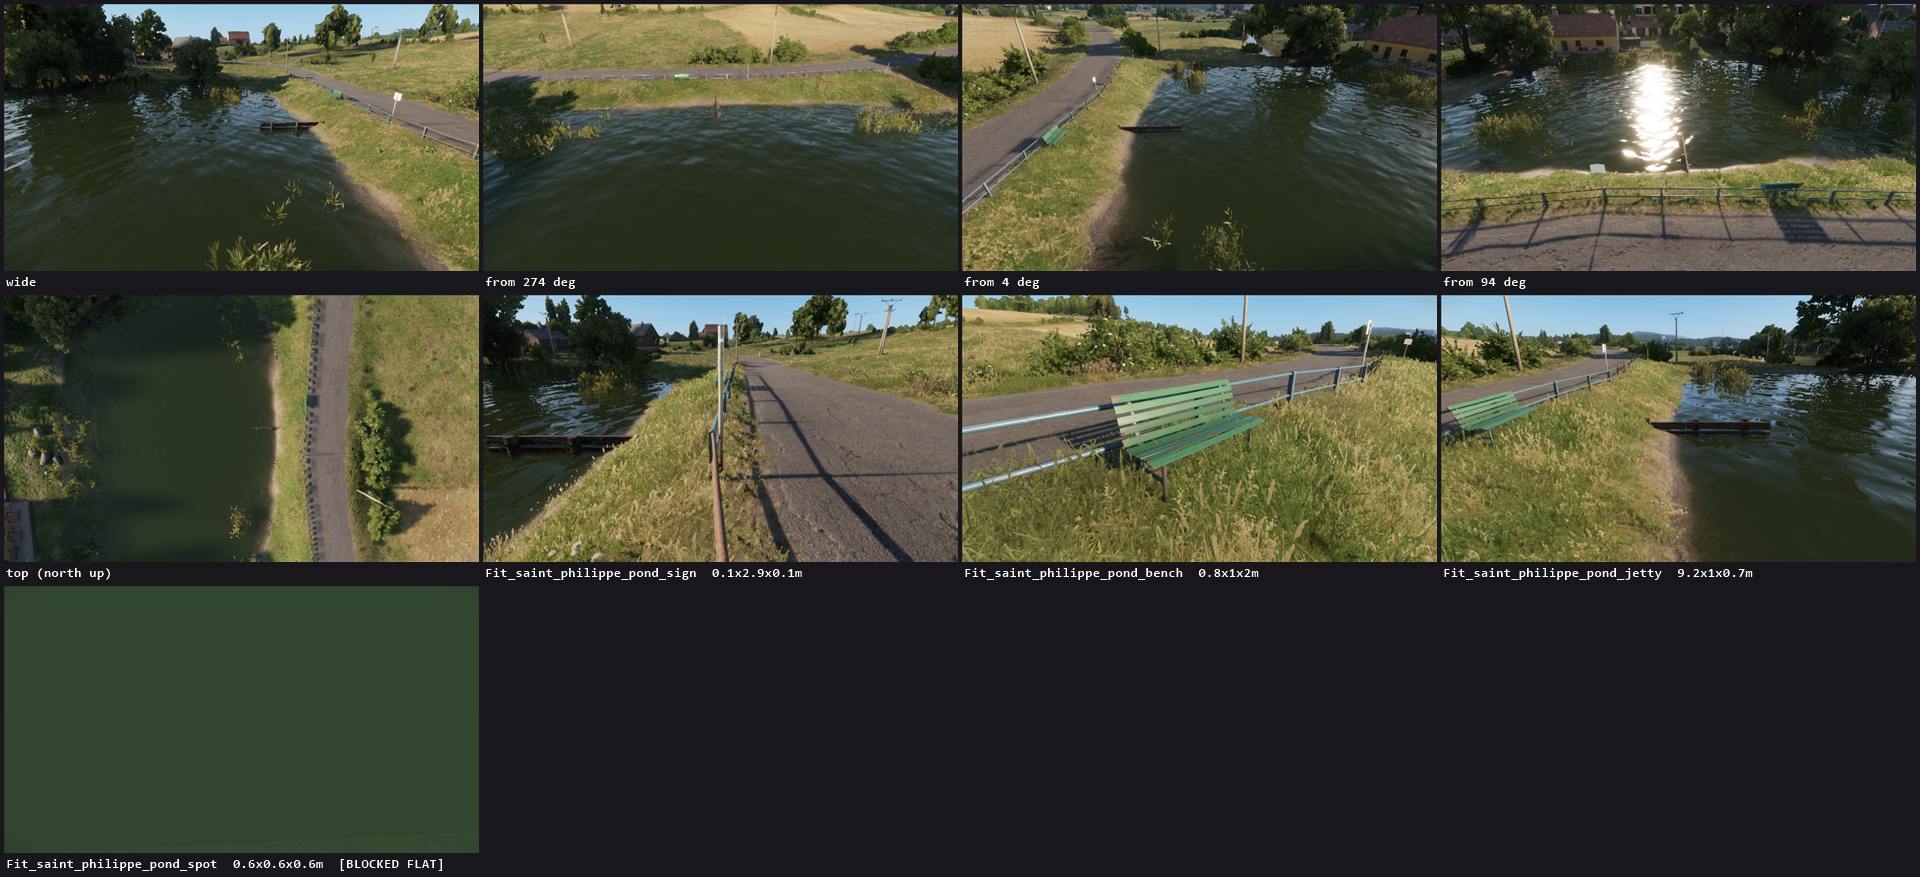 wide
from 274 deg
from 4 deg
from 94 deg
top (north up)
Fit_saint_philippe_pond_sign  0.1x2.9x0.1m
Fit_saint_philippe_pond_bench  0.8x1x2m
Fit_saint_philippe_pond_jetty  9.2x1x0.7m
Fit_saint_philippe_pond_spot  0.6x0.6x0.6m  [BLOCKED FLAT]